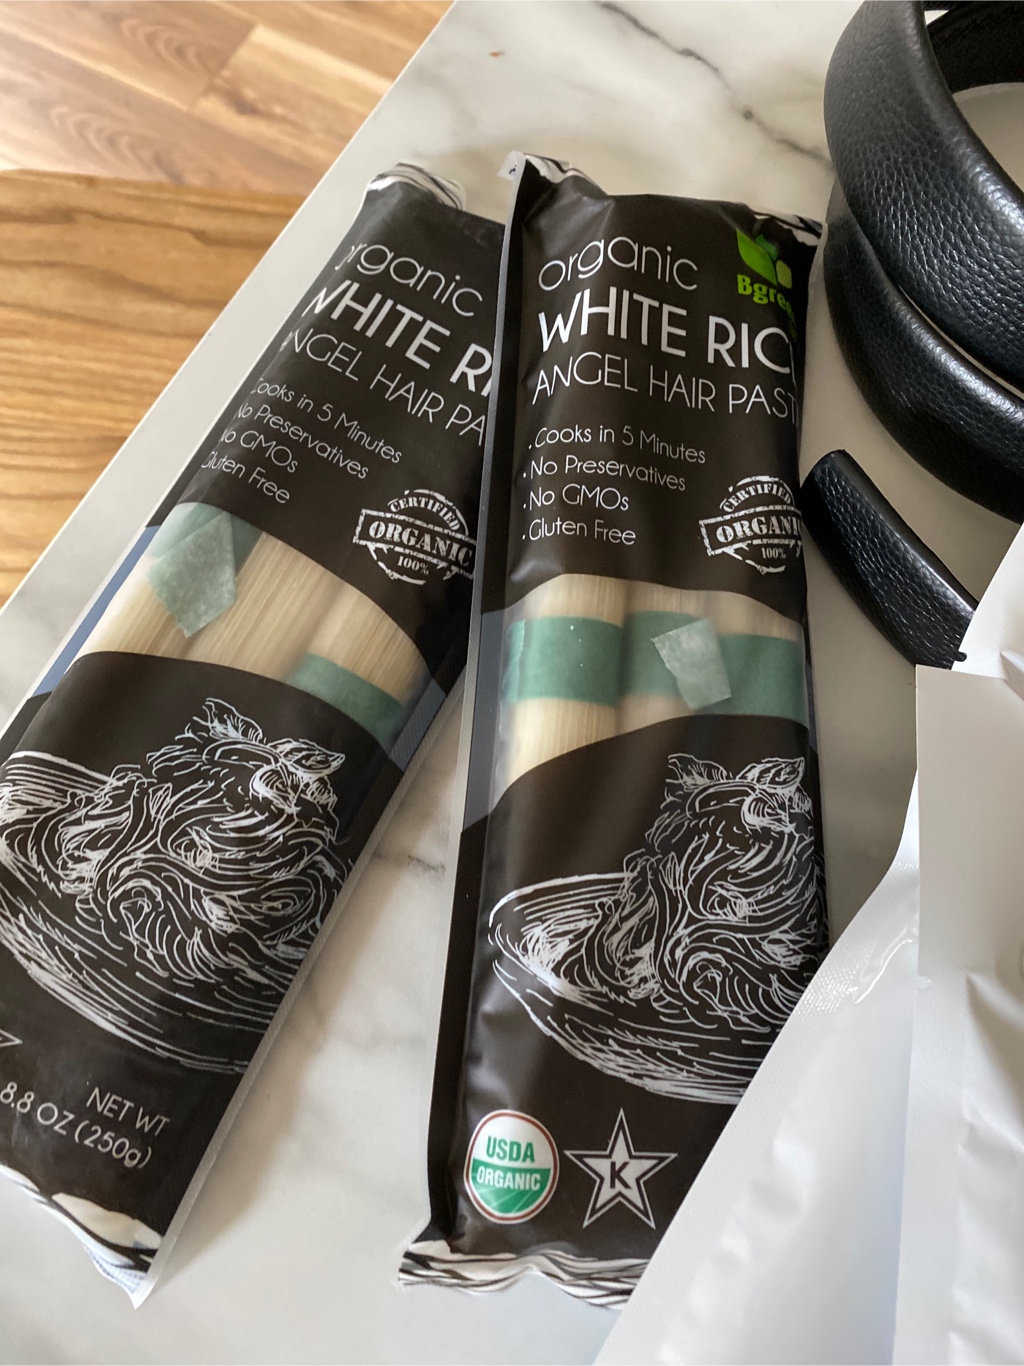 organic
WHITE RI
ANGEL HAIR PA
Cooks in 5 Minutes
No Preservatives
No GMOs
Gluten Free
CERTIFIED
ORGANIC
100%
NET WT
8.8 OZ (250g)
organic
Bgree
WHITE RIC
ANGEL HAIR PAST
• Cooks in 5 Minutes
• No Preservatives
• No GMOs
• Gluten Free
CERTIFIED
ORGANIC
100%
USDA
ORGANIC
K